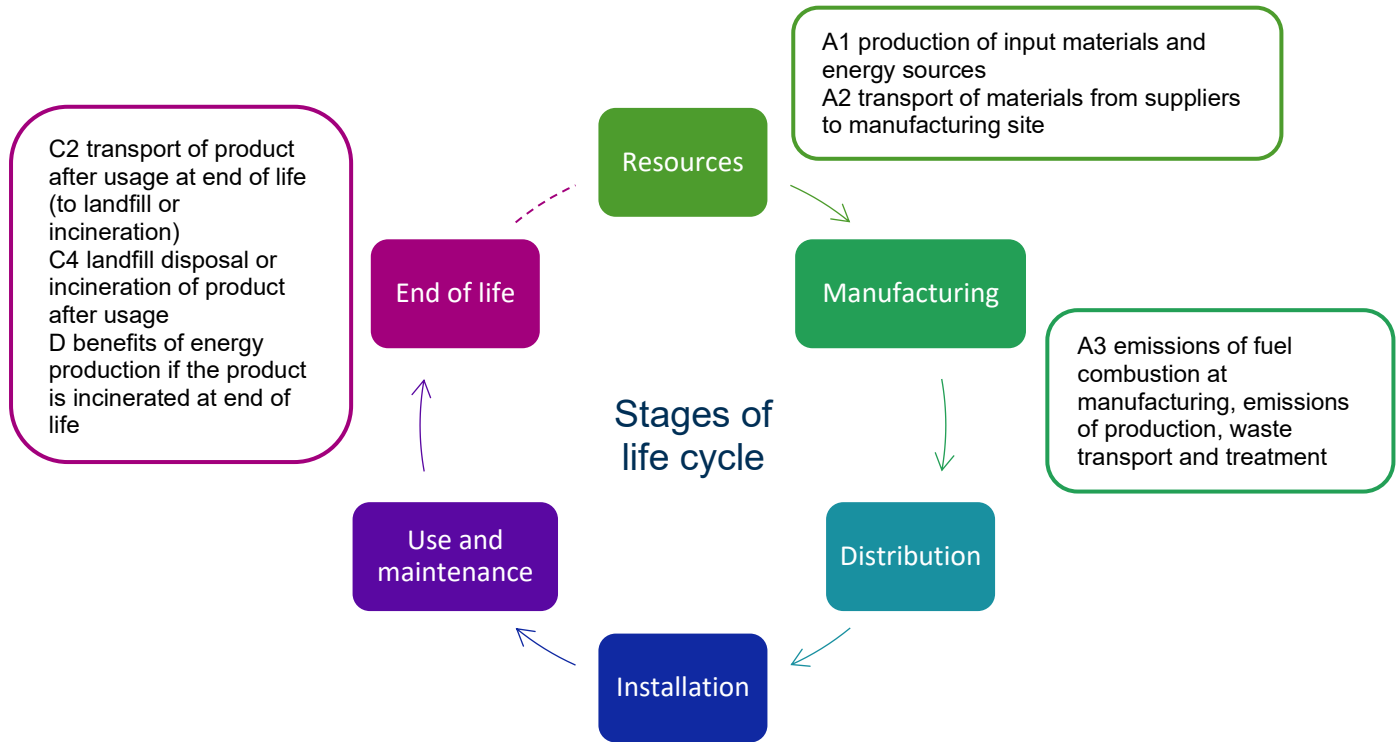 A1 production of input materials and
energy sources
A2 transport of materials from suppliers
to manufacturing site
Resources
C2 transport of product
after usage at end of life
(to landfill or
incineration)
C4 landfill disposal or
incineration of product
after usage
D benefits of energy
production if the product
is incinerated at end of
life
End of life
Manufacturing
A3 emissions of fuel
combustion at
manufacturing, emissions
of production, waste
transport and treatment
Stages of
life cycle
Use and
maintenance
Distribution
Installation